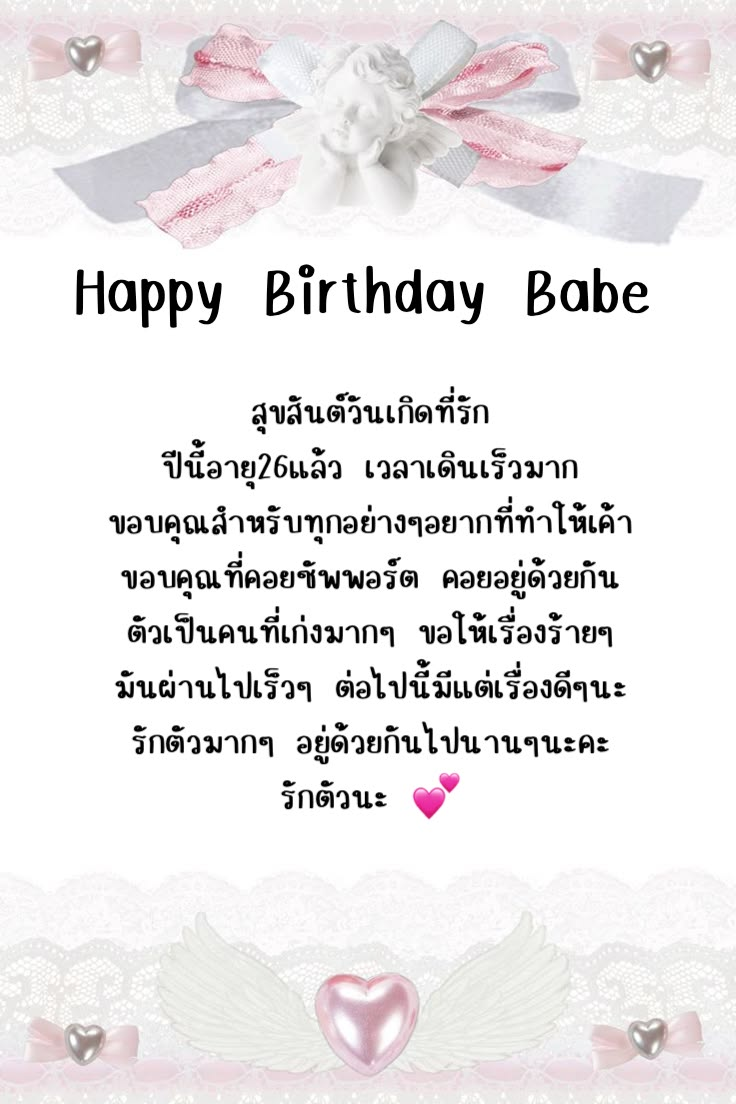 Happy Birthday Babe
สุขสันต์วันเกิดที่รัก
ปีนี้อายุ26แล้ว เวลาเดินเร็วมาก
ขอบคุณสำหรับทุกอย่างๆอยากที่ทำให้เค้า
ขอบคุณที่คอยซัพพอร์ต คอยอยู่ด้วยกัน
ตัวเป็นคนที่เก่งมากๆ ขอให้เรื่องร้ายๆ
มันผ่านไปเร็วๆ ต่อไปนี้มีแต่เรื่องดีๆนะ
รักตัวมากๆ อยู่ด้วยกันไปนานๆนะคะ
รักตัวนะ 💕